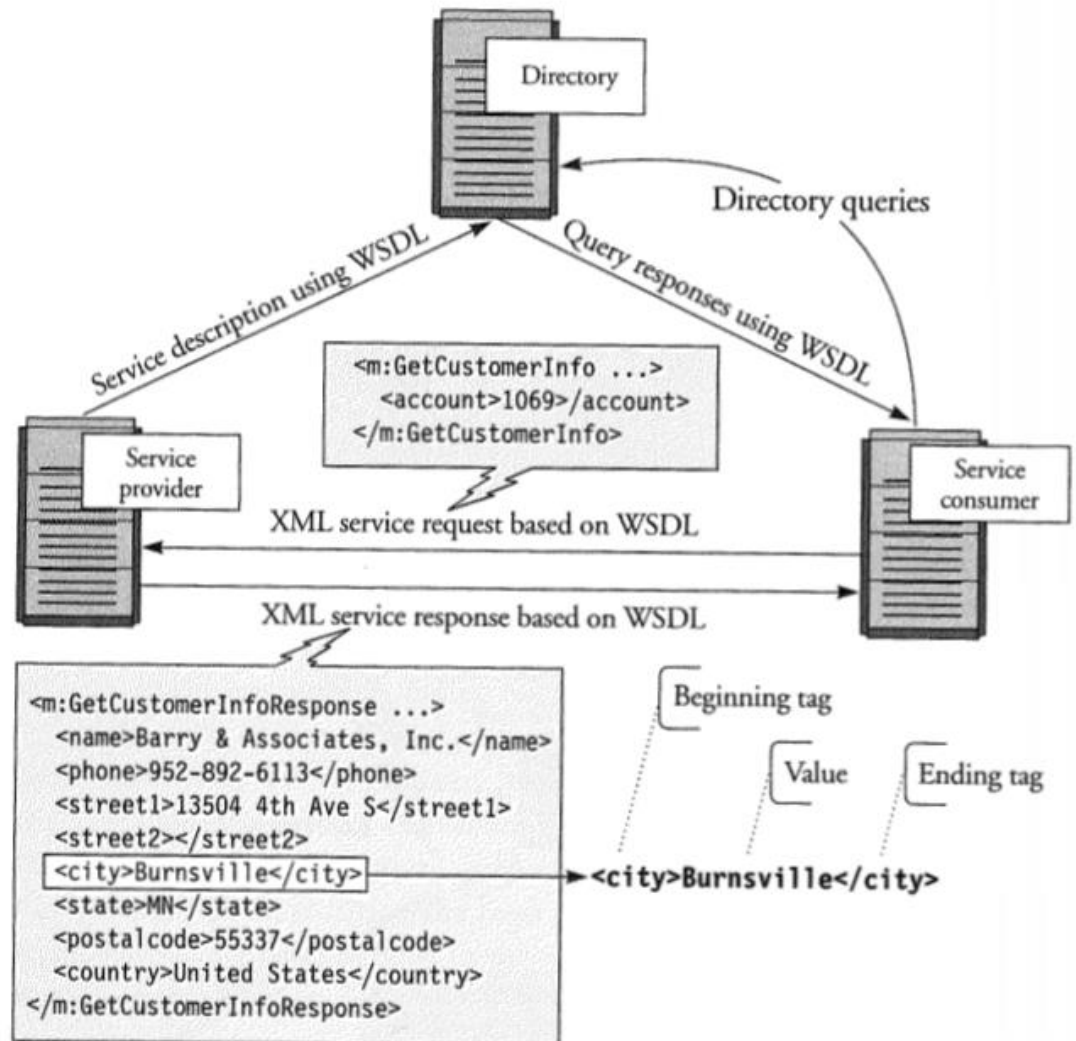 Directory
Directory queries
Service description using WSDL
Query responses using WSDL
<m:GetCustomerInfo ...>
<account>1069>/account>
</m:GetCustomerInfo>
Service
provider
Service
consumer
XML service request based on WSDL
XML service response based on WSDL
<m:GetCustomerInfoResponse ...>
<name>Barry & Associates, Inc.</name>
<phone>952-892-6113</phone>
<street1>13504 4th Ave S</street1>
<street2></street2>
<city>Burnsville</city>
<state>MN</state>
<postalcode>55337</postalcode>
<country>United States</country>
</m:GetCustomerInfoResponse>
Beginning tag
Value
Ending tag
<city>Burnsville</city>